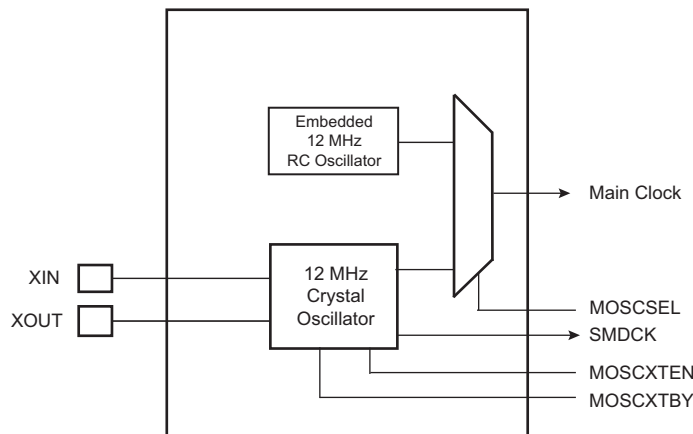 Embedded
12 MHz
RC Oscillator
Main Clock
XIN
12 MHz
Crystal
Oscillator
XOUT
MOSCSEL
SMDCK
MOSCXTEN
MOSCXTBY